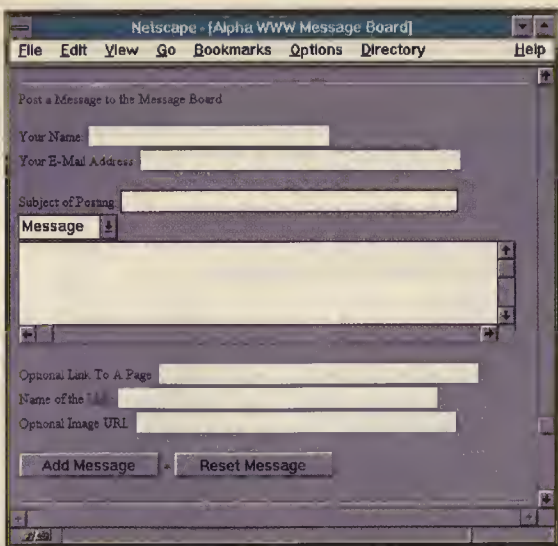 Netscape - [Alpha WWW Message Board]
File Edit View Go Bookmarks Options Directory Help
Post a Message to the Message Board
Your Name:
Your E-Mail Address:
Subject of Posting:
Message
Optional Link To A Page
Name of the
Optional Image URL
Add Message - Reset Message